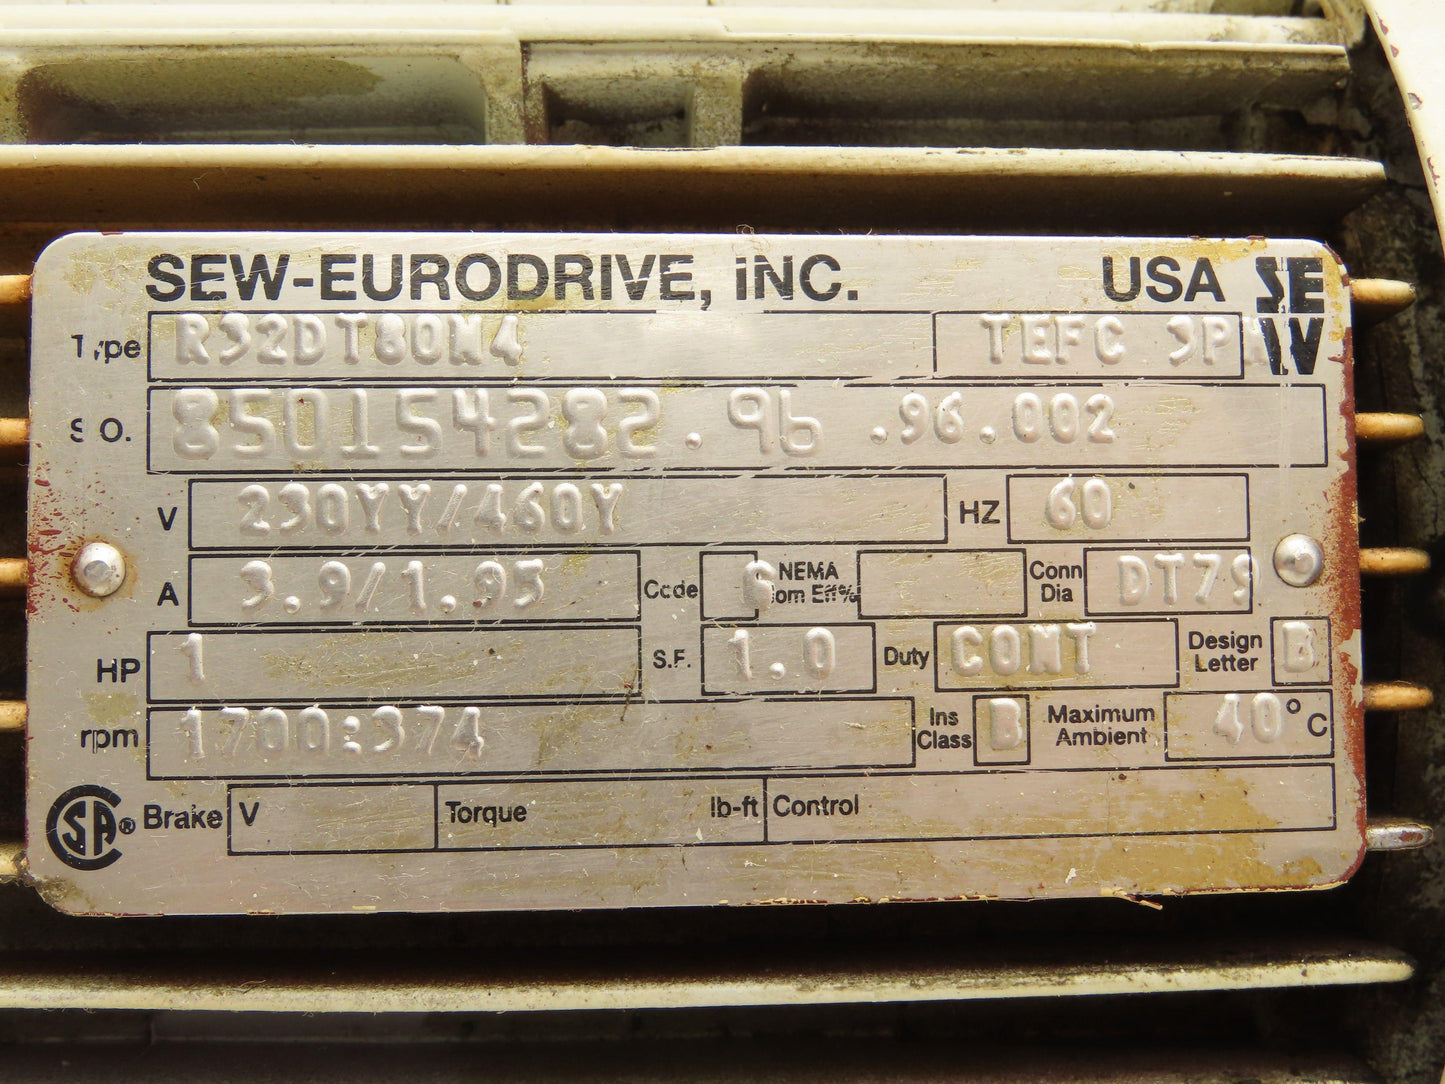 SEW-EURODRIVE, INC. USA SEW
Type R32DT80N4 TEFC 3PH
S.O. 850154282.96 .96.002
V 230YY/460Y HZ 60
A 3.9/1.95 Code NEMA Nom Eff% Conn Dia DT79
HP 1 S.F. 1.0 Duty CONT Design Letter B
rpm 1700:374 Ins Class B Maximum Ambient 40°C
CSA® Brake V Torque lb-ft Control